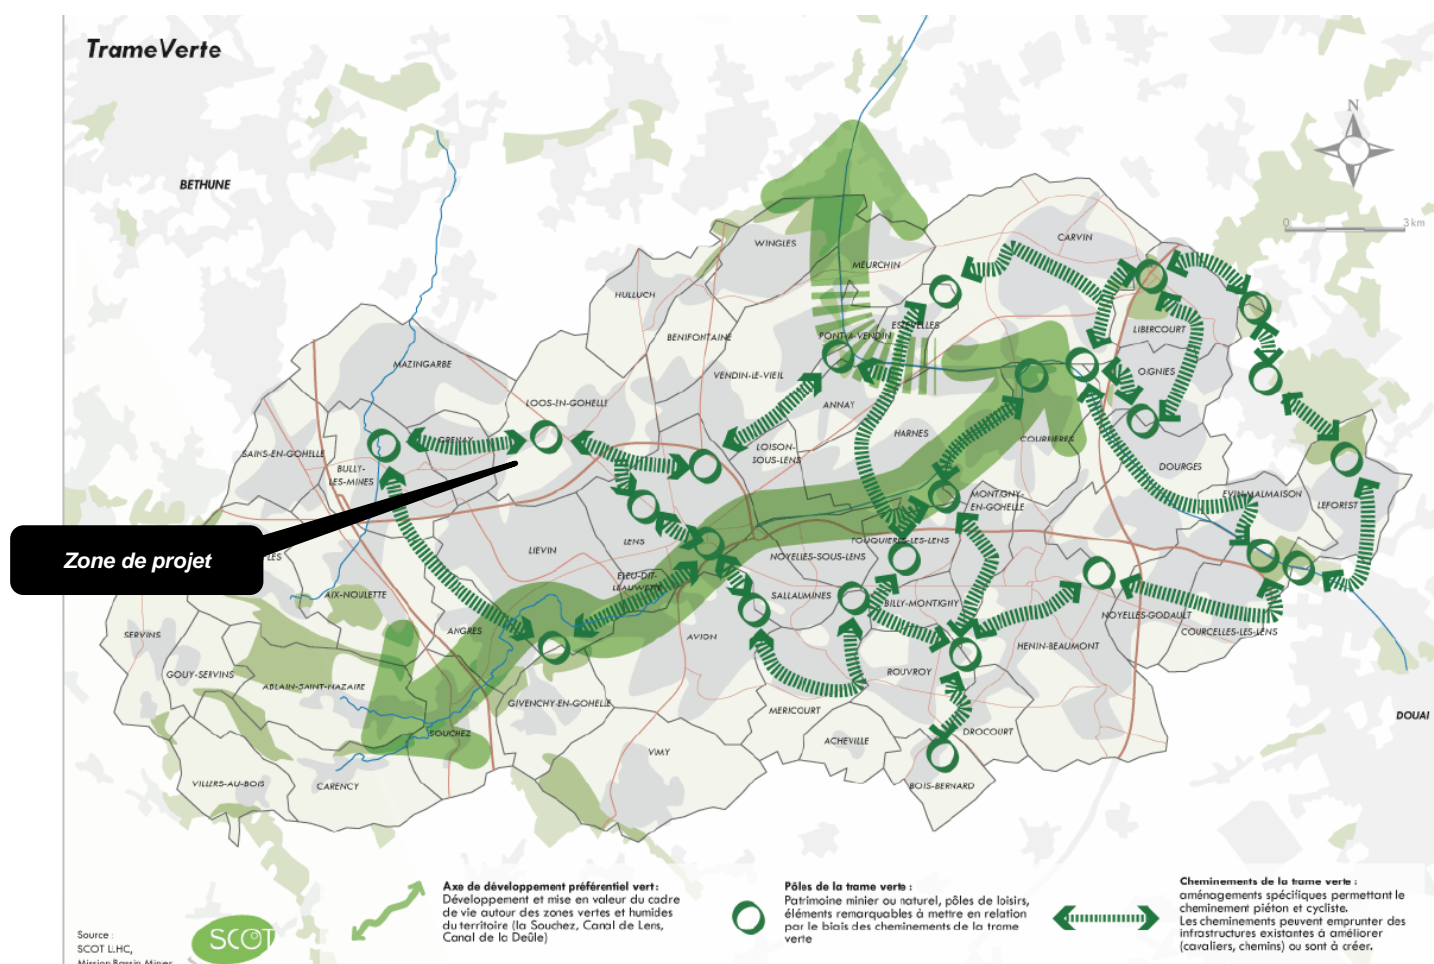 TrameVerte
BETHUNE
N
0 3 km
WINGLES
CARVIN
MEURCHIN
HULLUCH
ESTEVELLES
LIBERCOURT
BENIFONTAINE
PONT-A-VENDIN
MAZINGARBE
VENDIN-LE-VIEIL
OIGNIES
LOOS-EN-GOHELLE
ANNAY
HARNES
COURRIERES
GRENAY
SAINS-EN-GOHELLE
LOISON-
SOUS-LENS
BULLY-
LES-MINES
DOURGES
MONTIGNY-
EN-GOHELLE
EVIN-MALMAISON
LEFOREST
LENS
LIEVIN
NOYELLES-SOUS-LENS
Zone de projet
LES
ELEU-DIT-
LEAUWETTE
AIX-NOULETTE
SALLAUMINES
BILLY-MONTIGNY
NOYELLES-GODAULT
COURCELLES-LES-LENS
SERVINS
ANGRES
AVION
HENIN-BEAUMONT
GOUY-SERVINS
ROUVROY
ABLAIN-SAINT-NAZAIRE
GIVENCHY-EN-GOHELLE
MERICOURT
DOUAI
SOUCHEZ
DROCOURT
ACHEVILLE
VIMY
VILLERS-AU-BOIS
CARENCY
BOIS-BERNARD
Axe de développement préférentiel vert :
Développement et mise en valeur du cadre
de vie autour des zones vertes et humides
du territoire (la Souchez, Canal de Lens,
Canal de la Deûle)
Pôles de la trame verte :
Patrimoine minier ou naturel, pôles de loisirs,
éléments remarquables à mettre en relation
par le biais des cheminements de la trame
verte
Cheminements de la trame verte :
aménagements spécifiques permettant le
cheminement piéton et cycliste.
Les cheminements peuvent emprunter des
infrastructures existantes à améliorer
(cavaliers, chemins) ou sont à créer.
Source :
SCOT LLHC,
Mission Bassin Minier
SCOT